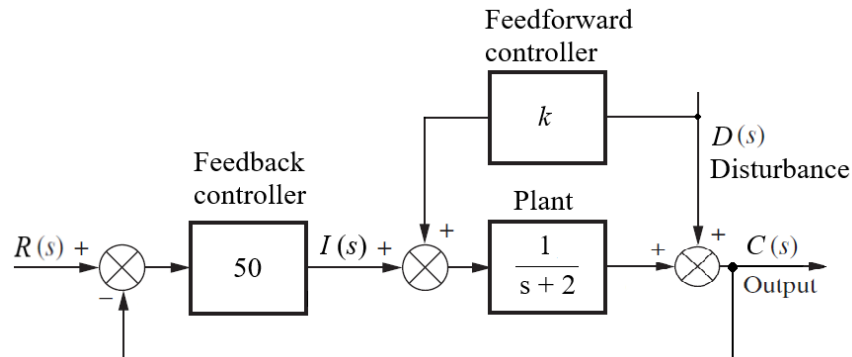 Feedforward
controller
k
D(s)
Disturbance
Feedback
controller
Plant
R(s) +
−
50
I(s) +
+
1
s + 2
+
+
C(s)
Output